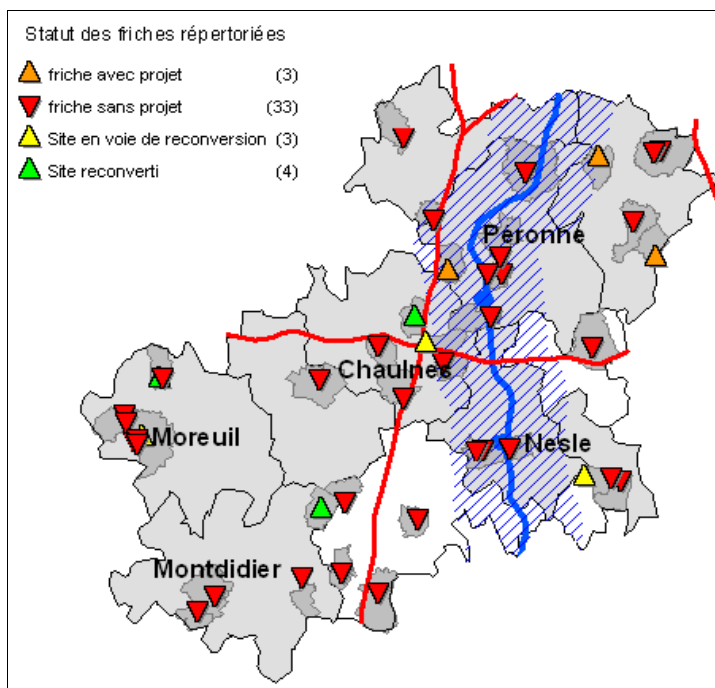 Statut des friches répertoriées
friche avec projet (3)
friche sans projet (33)
Site en voie de reconversion (3)
Site reconverti (4)
Peronne
Chaulnes
Moreuil
Nesle
Montdidier